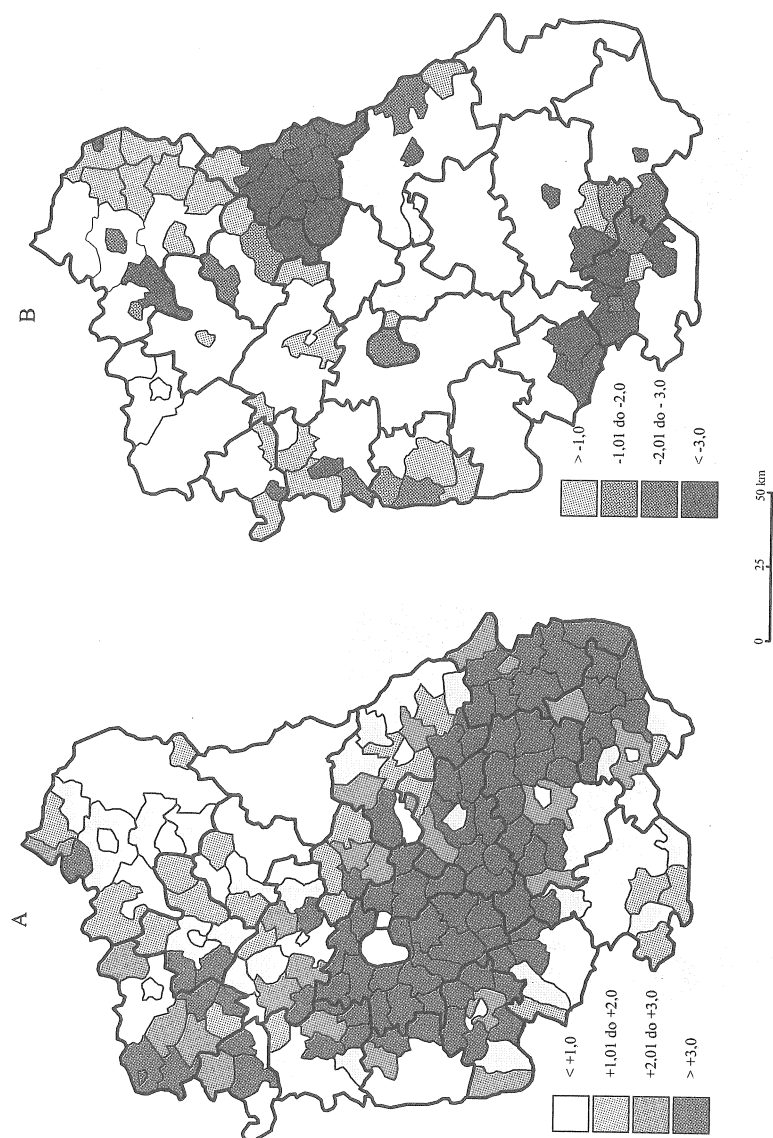 A
< +1,0
+1,01 do +2,0
+2,01 do +3,0
> +3,0
B
> -1,0
-1,01 do -2,0
-2,01 do - 3,0
< -3,0
0 25 50 km